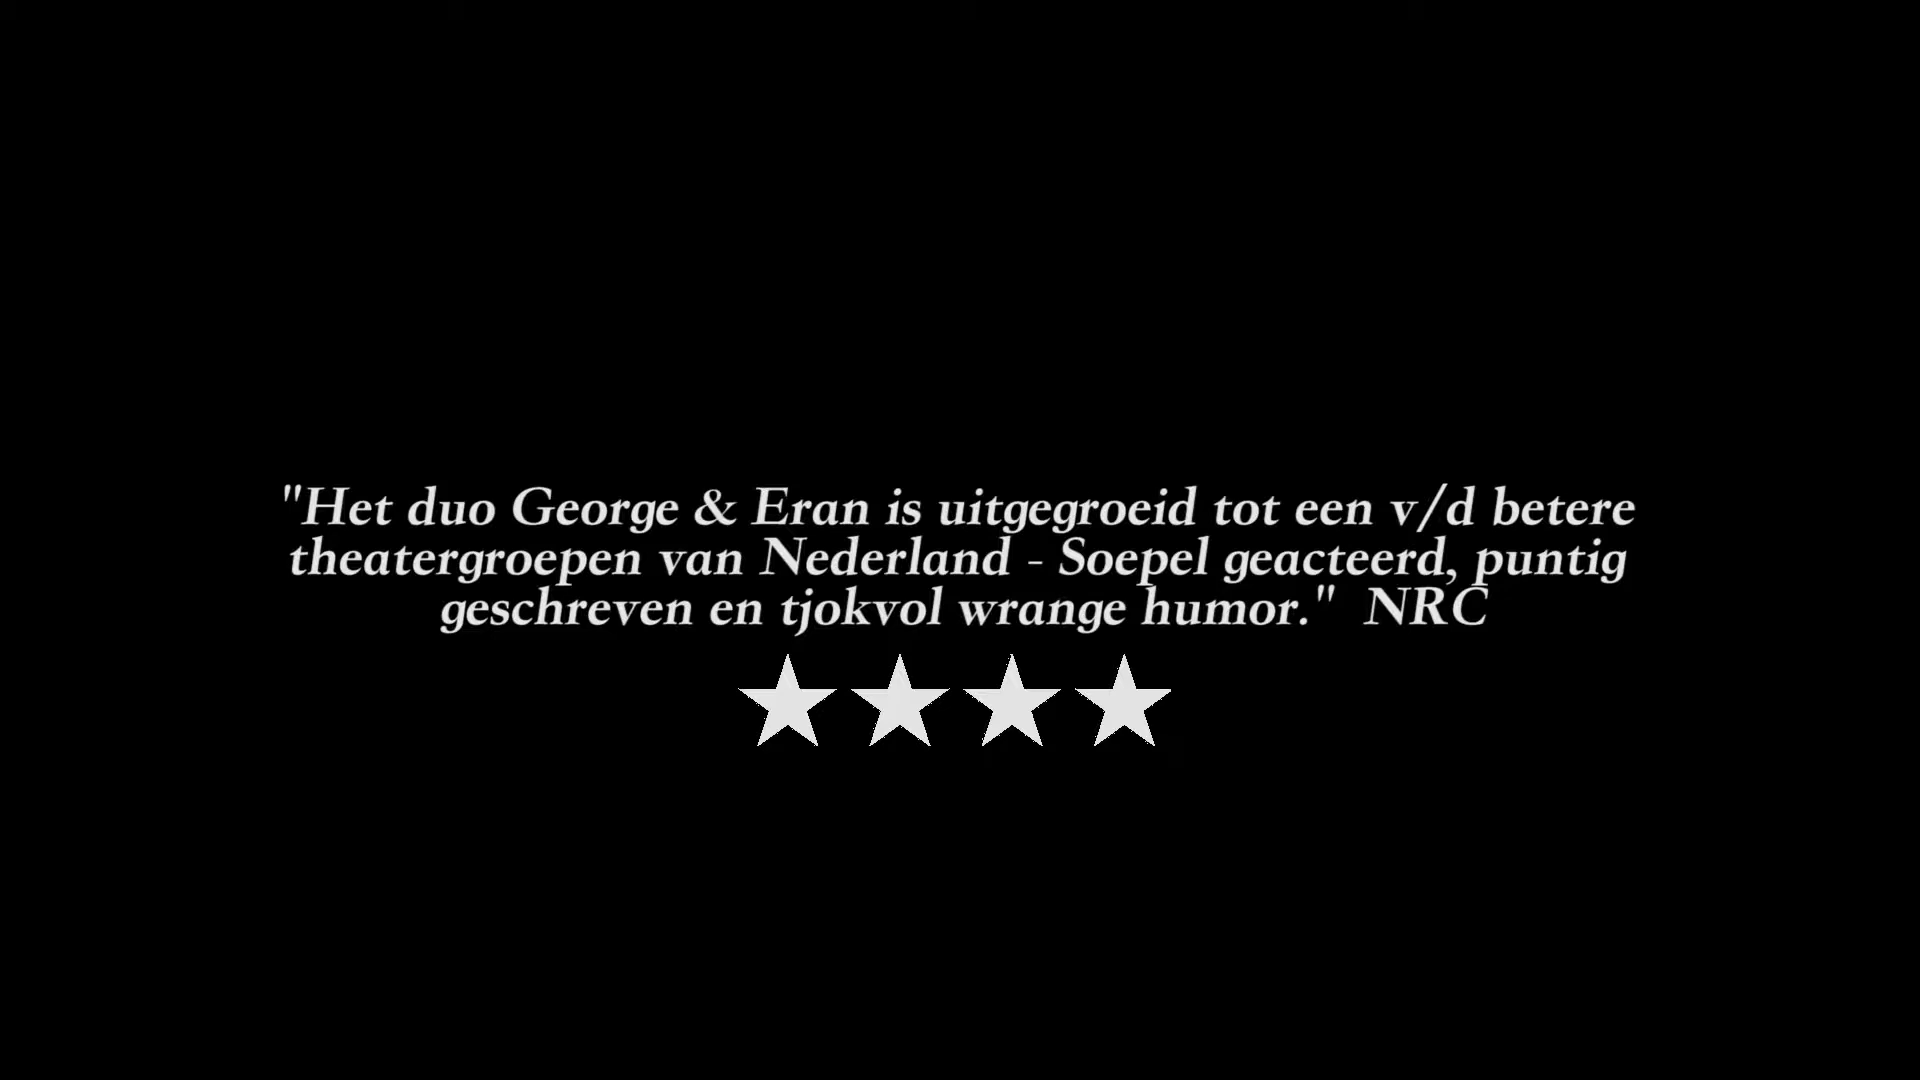 "Het duo George & Eran is uitgegroeid tot een v/d betere
theatergroepen van Nederland - Soepel geacteerd, puntig
geschreven en tjokvol wrange humor."  NRC